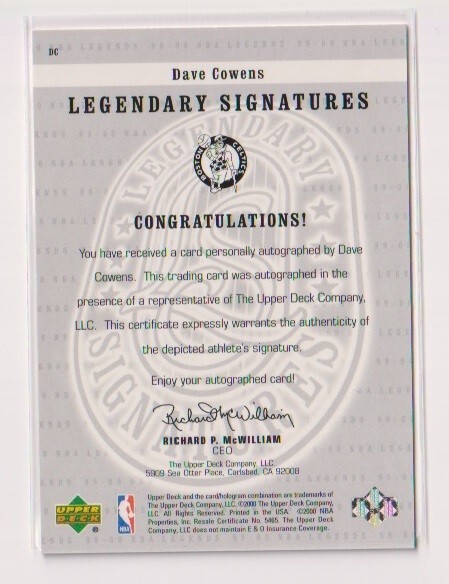 DC
Dave Cowens
LEGENDARY SIGNATURES
BOSTON CELTICS
CONGRATULATIONS!
You have received a card personally autographed by Dave
Cowens. This trading card was autographed in the
presence of a representative of The Upper Deck Company,
LLC. This certificate expressly warrants the authenticity of
the depicted athlete's signature.
Enjoy your autographed card!
Richard P. McWilliam
RICHARD P. McWILLIAM
CEO
The Upper Deck Company, LLC
5909 Sea Otter Place, Carlsbad, CA 92008
UPPER
DECK
NBA
Upper Deck and the card/hologram combination are trademarks of
The Upper Deck Company, LLC. ©2000 The Upper Deck Company,
LLC. All Rights Reserved. Printed in the USA. ©2000 NBA
Properties, Inc. Resale Certificate No. 5465. The Upper Deck
Company, LLC does not maintain E & O Insurance Coverage.